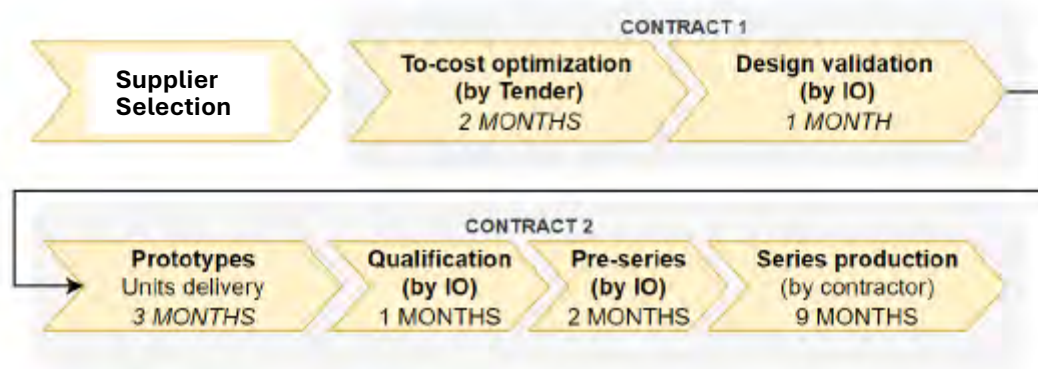 CONTRACT 1
Supplier
Selection
To-cost optimization
(by Tender)
2 MONTHS
Design validation
(by IO)
1 MONTH
CONTRACT 2
Prototypes
Units delivery
3 MONTHS
Qualification
(by IO)
1 MONTHS
Pre-series
(by IO)
2 MONTHS
Series production
(by contractor)
9 MONTHS